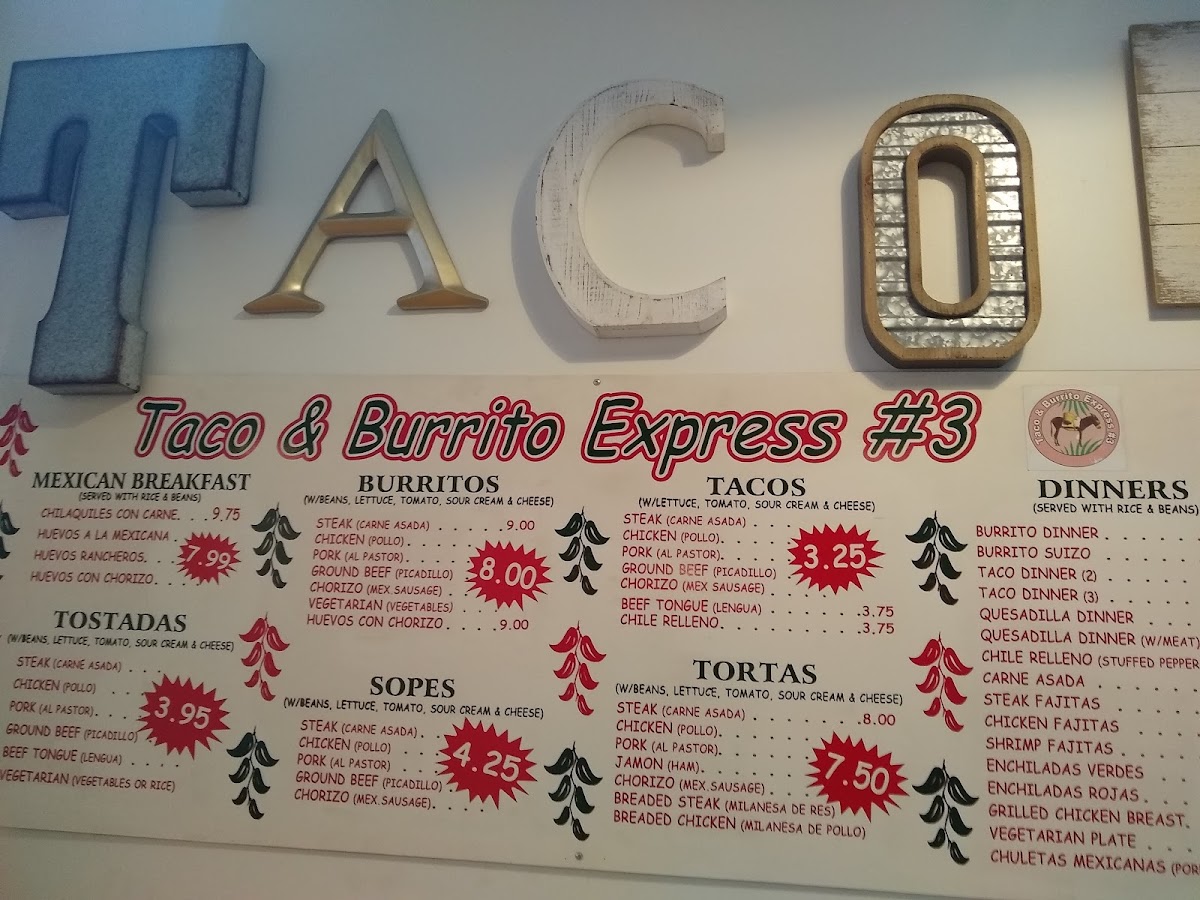 TACO
Taco & Burrito Express #3
Taco & Burrito Express #3
MEXICAN BREAKFAST
(SERVED WITH RICE & BEANS)
CHILAQUILES CON CARNE. . . .9.75
HUEVOS A LA MEXICANA . .
HUEVOS RANCHEROS. . .
HUEVOS CON CHORIZO. . .
7.99
TOSTADAS
(W/BEANS, LETTUCE, TOMATO, SOUR CREAM & CHEESE)
STEAK (CARNE ASADA) . . . .
CHICKEN (POLLO) . . .
PORK (AL PASTOR). . . .
GROUND BEEF (PICADILLO)
BEEF TONGUE (LENGUA) . . . .
VEGETARIAN (VEGETABLES OR RICE)
3.95
BURRITOS
(W/BEANS, LETTUCE, TOMATO, SOUR CREAM & CHEESE)
STEAK (CARNE ASADA) . . . . . 9.00
CHICKEN (POLLO). . . .
PORK (AL PASTOR). . . .
GROUND BEEF (PICADILLO)
CHORIZO (MEX.SAUSAGE) .
VEGETARIAN (VEGETABLES) . . .
HUEVOS CON CHORIZO . . . . .9.00
8.00
SOPES
(W/BEANS, LETTUCE, TOMATO, SOUR CREAM & CHEESE)
STEAK (CARNE ASADA). . .
CHICKEN (POLLO) . . . .
PORK (AL PASTOR) . . . .
GROUND BEEF (PICADILLO)
CHORIZO (MEX.SAUSAGE). . . .
4.25
TACOS
(W/LETTUCE, TOMATO, SOUR CREAM & CHEESE)
STEAK (CARNE ASADA) . . . .
CHICKEN (POLLO). . . . .
PORK (AL PASTOR). . . . .
GROUND BEEF (PICADILLO)
CHORIZO (MEX.SAUSAGE) . .
BEEF TONGUE (LENGUA) . . . . . . . .3.75
CHILE RELLENO. . . . . . . . . . .3.75
3.25
TORTAS
(W/BEANS, LETTUCE, TOMATO, SOUR CREAM & CHEESE)
STEAK (CARNE ASADA) . . . . . . . .8.00
CHICKEN (POLLO). . . . . .
PORK (AL PASTOR). . . . . .
JAMON (HAM). . . . . .
CHORIZO (MEX.SAUSAGE) . . .
BREADED STEAK (MILANESA DE RES)
BREADED CHICKEN (MILANESA DE POLLO)
7.50
DINNERS
(SERVED WITH RICE & BEANS)
BURRITO DINNER . . . . . .
BURRITO SUIZO . . . . . .
TACO DINNER (2) . . . . . .
TACO DINNER (3) . . . . . .
QUESADILLA DINNER . . . .
QUESADILLA DINNER (W/MEAT)
CHILE RELLENO (STUFFED PEPPER
CARNE ASADA . . . . . .
STEAK FAJITAS . . . . .
CHICKEN FAJITAS . . . . .
SHRIMP FAJITAS . . . . .
ENCHILADAS VERDES . . .
ENCHILADAS ROJAS. . . .
GRILLED CHICKEN BREAST.
VEGETARIAN PLATE . . .
CHULETAS MEXICANAS (POR